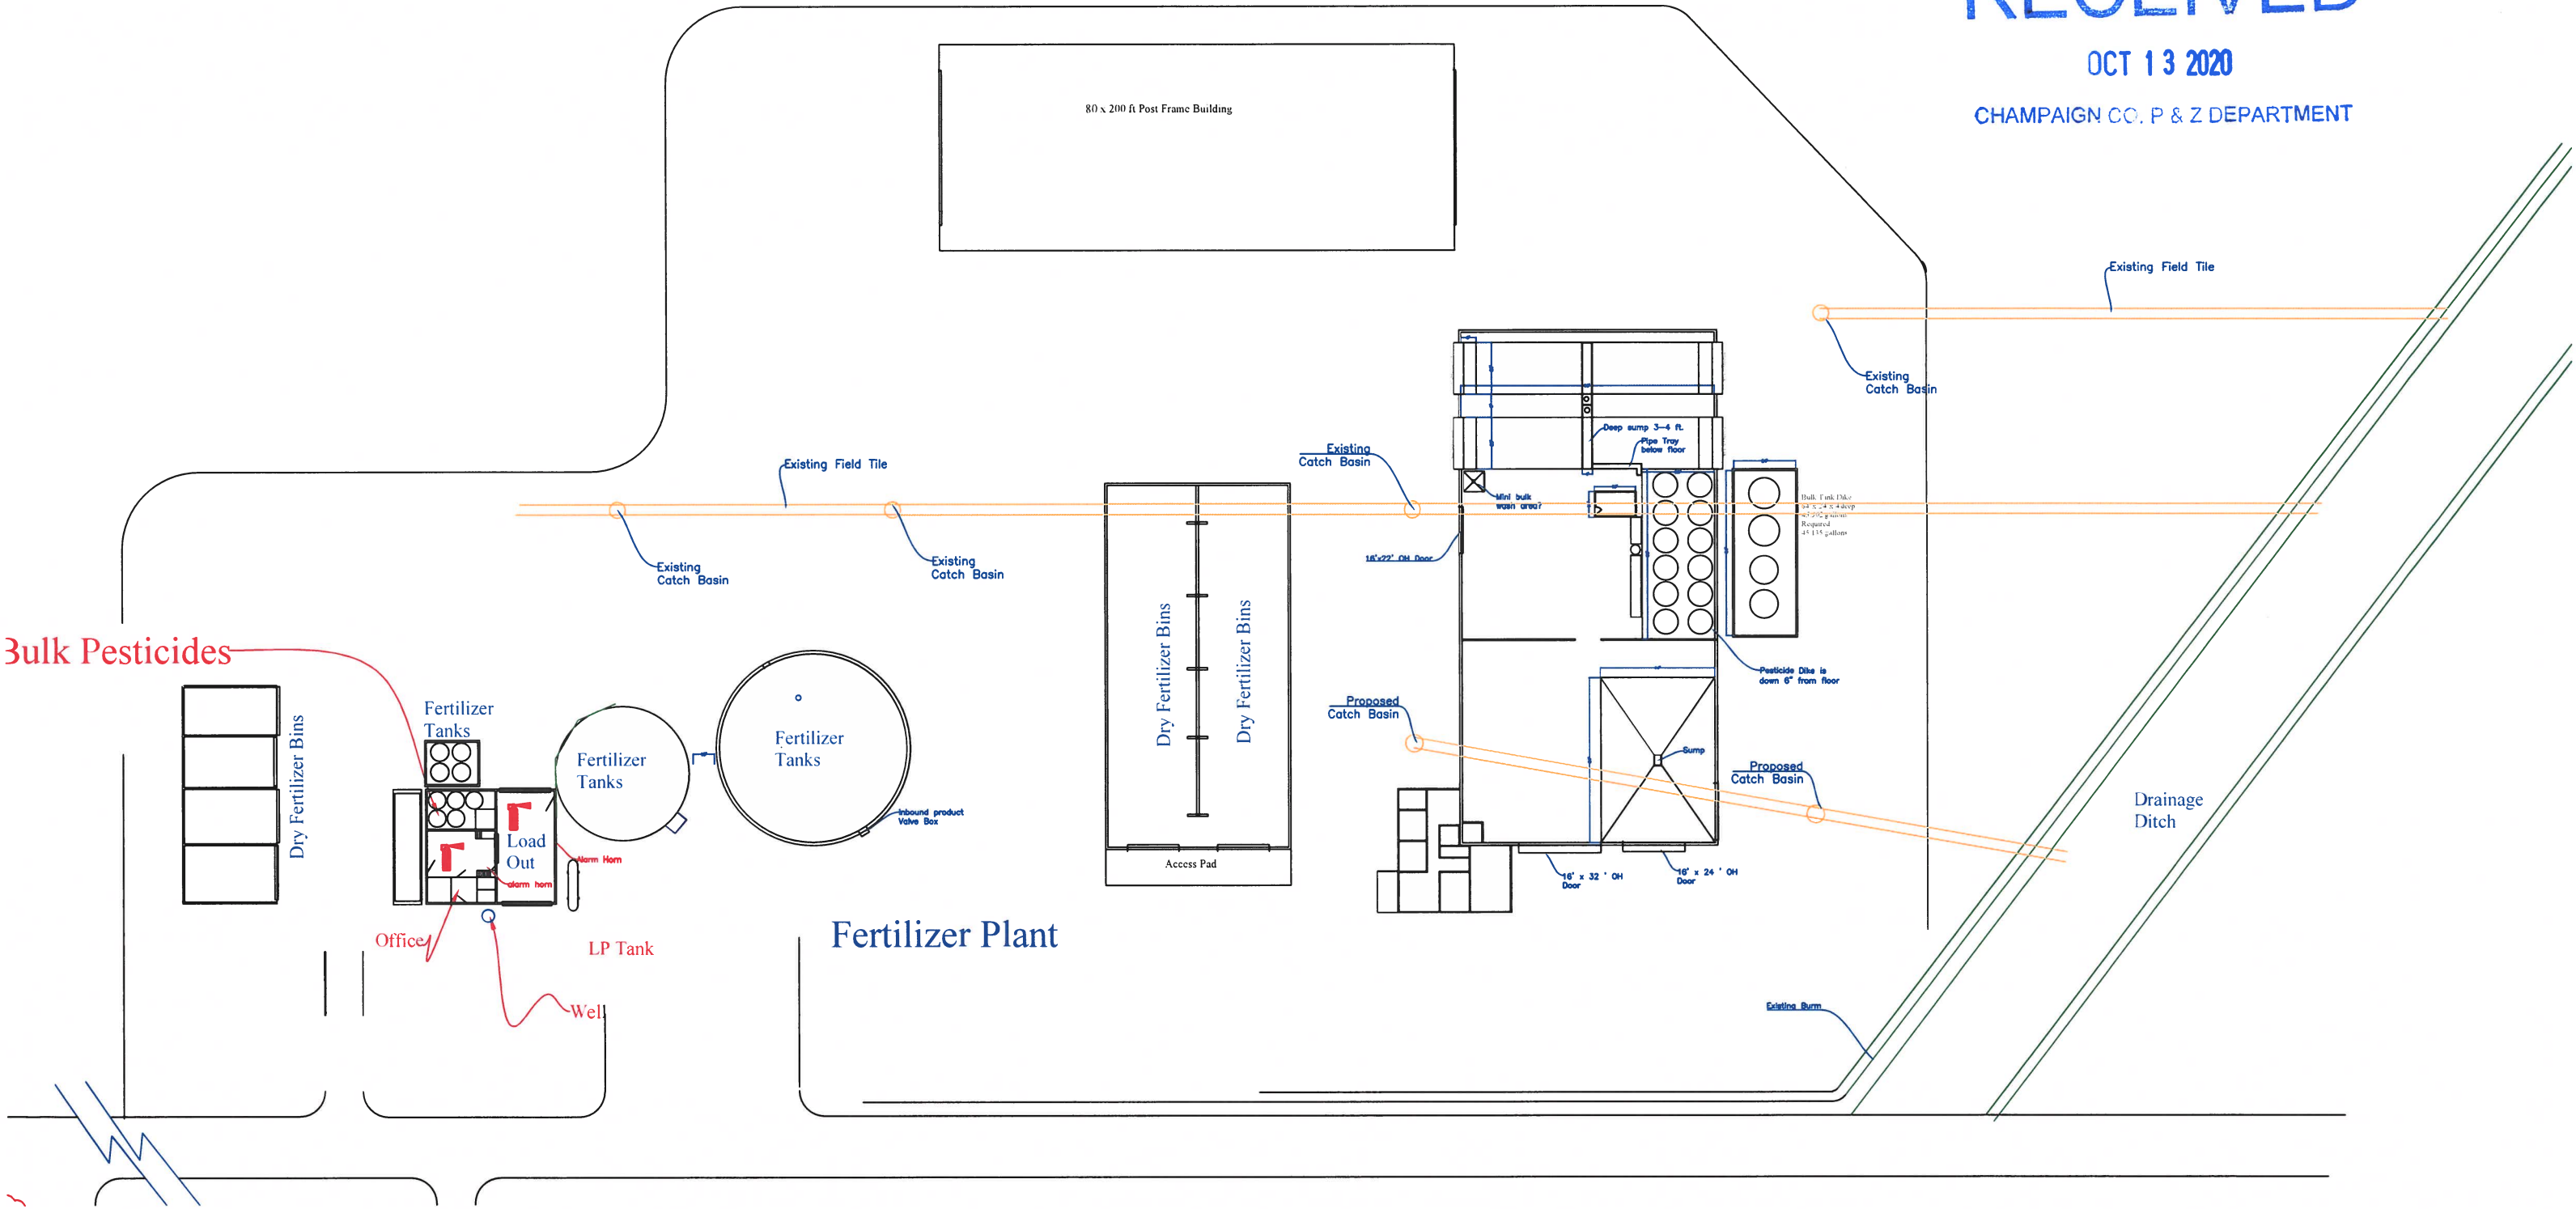 RECEIVED
OCT 13 2020
CHAMPAIGN CO. P & Z DEPARTMENT
80 x 200 ft Post Frame Building
Existing Field Tile
Existing
Catch Basin
Deep sump 3-4 ft.
Pipe Tray
below floor
Existing
Catch Basin
Existing Field Tile
Mini bulk
wash area?
Bulk Tank Dike
Required
16'x22' OH Door
Existing
Catch Basin
Existing
Catch Basin
Bulk Pesticides
Dry Fertilizer Bins
Dry Fertilizer Bins
Pesticide Dike is
down 6" from floor
Fertilizer
Tanks
Proposed
Catch Basin
Dry Fertilizer Bins
Fertilizer
Tanks
Fertilizer
Tanks
Sump
Proposed
Catch Basin
Drainage
Ditch
Inbound product
Valve Box
Load
Out
Alarm Horn
alarm horn
Access Pad
16' x 32 ' OH
Door
16' x 24 ' OH
Door
Office
LP Tank
Fertilizer Plant
Well
Existing Burm